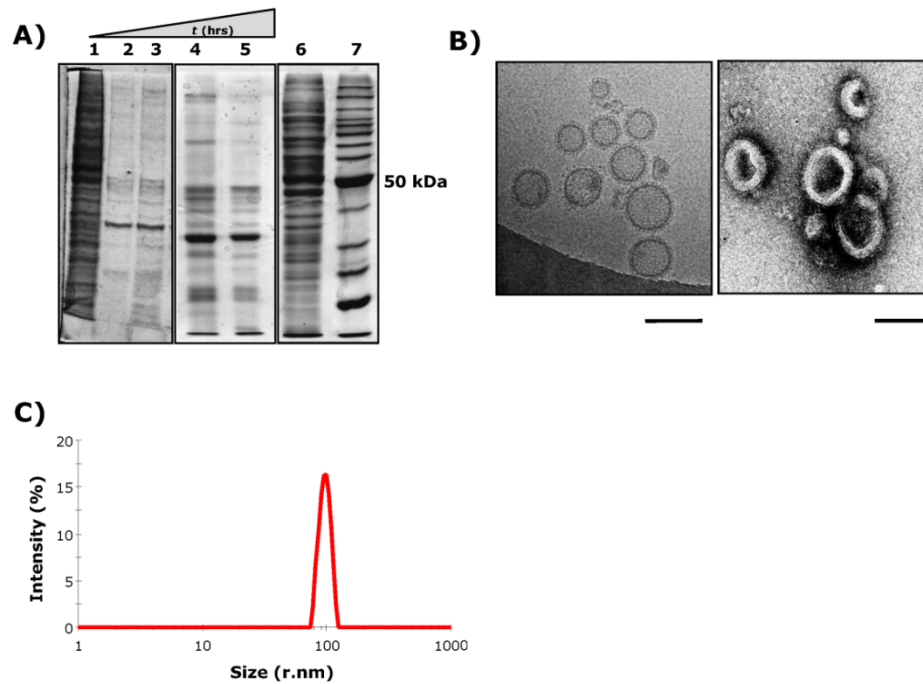 A)
t (hrs)
1 2 3 4 5 6 7
50 kDa
B)
C)
20
15
10
5
0
Intensity (%)
1 10 100 1000
Size (r.nm)